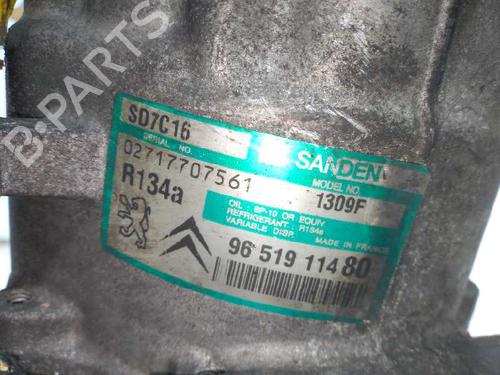 B-PARTS
SD7C16
SANDEN
SERIAL NO.
MODEL NO.
02717707561
1309F
R134a
OIL : SP-10 OR EQUIV
REFRIGERANT : R134a
VARIABLE DISP.
MADE IN FRANCE
96 519 114 80